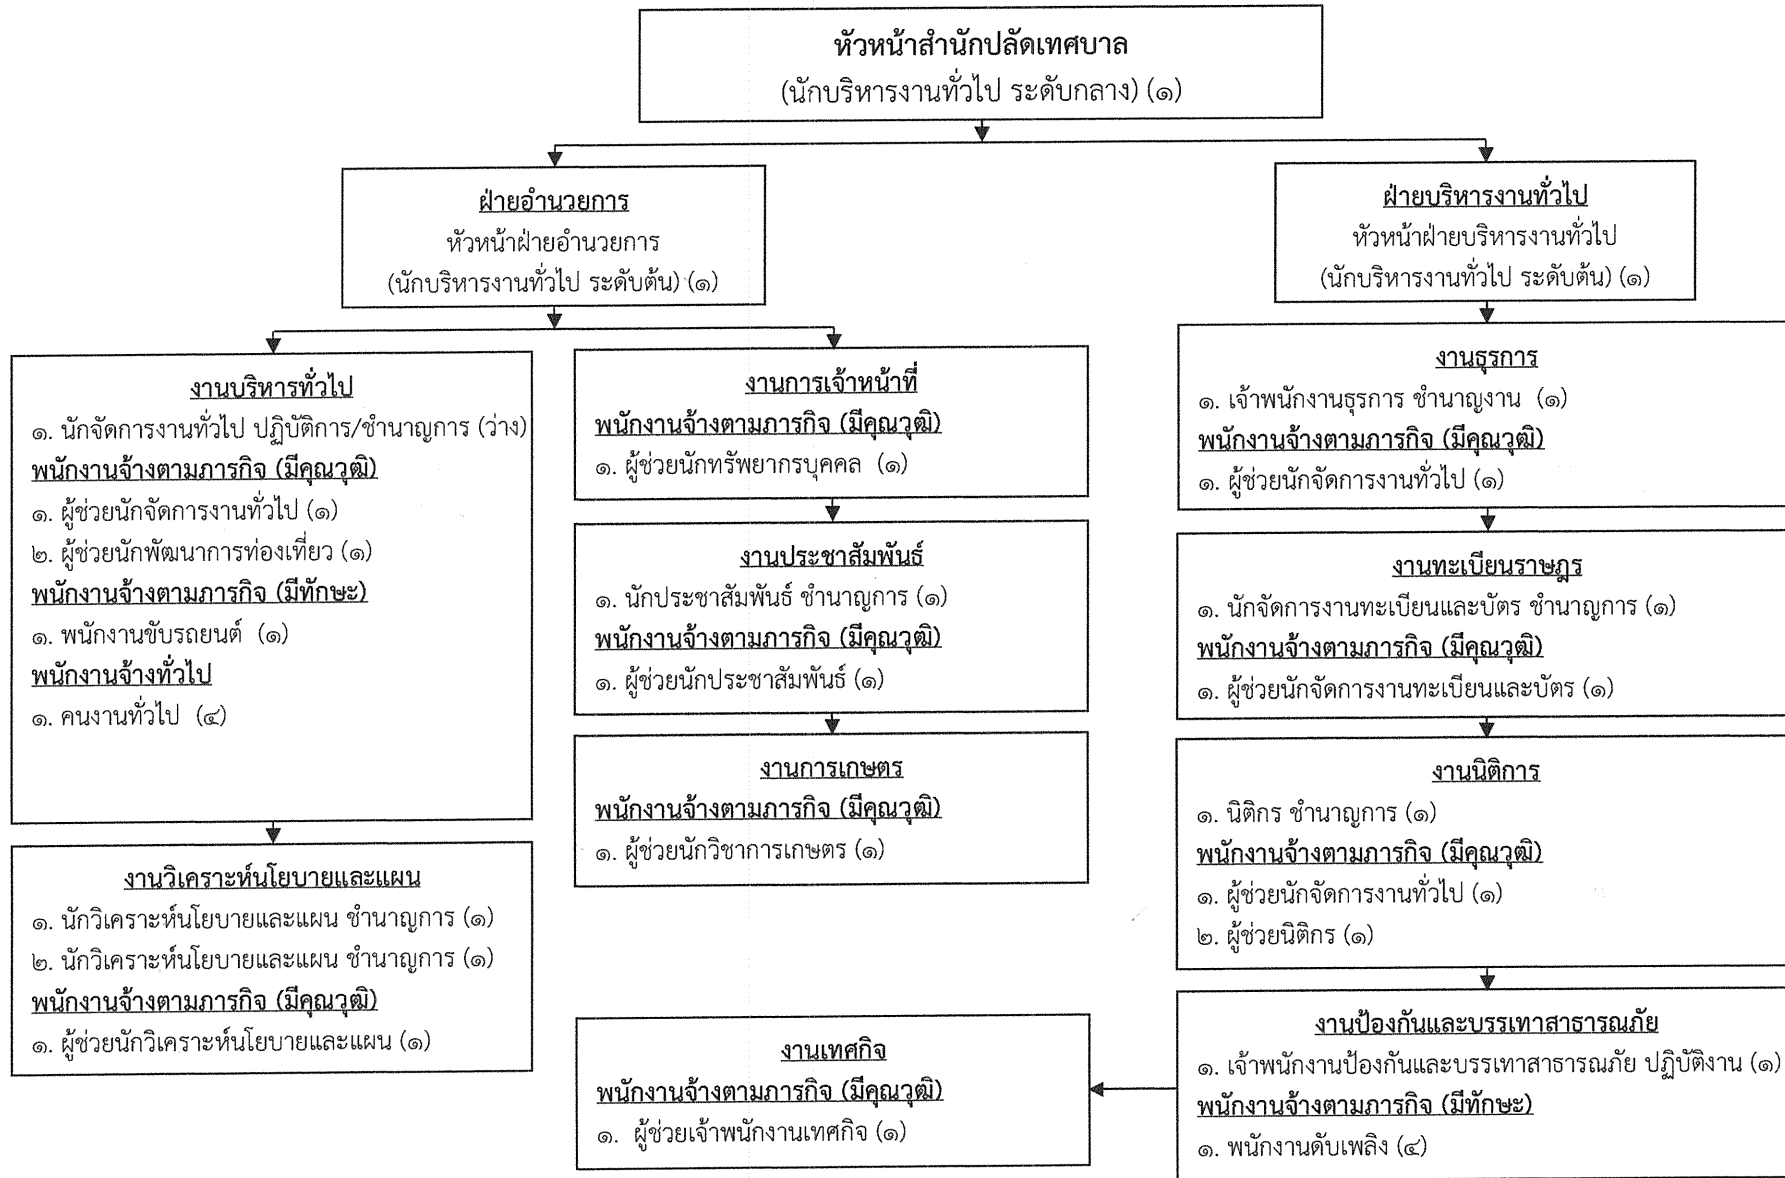 หัวหน้าสำนักปลัดเทศบาล
(นักบริหารงานทั่วไป ระดับกลาง) (๑)
ฝ่ายอำนวยการ
หัวหน้าฝ่ายอำนวยการ
(นักบริหารงานทั่วไป ระดับต้น) (๑)
ฝ่ายบริหารงานทั่วไป
หัวหน้าฝ่ายบริหารงานทั่วไป
(นักบริหารงานทั่วไป ระดับต้น) (๑)
งานบริหารทั่วไป
๑. นักจัดการงานทั่วไป ปฏิบัติการ/ชำนาญการ (ว่าง)
พนักงานจ้างตามภารกิจ (มีคุณวุฒิ)
๑. ผู้ช่วยนักจัดการงานทั่วไป (๑)
๒. ผู้ช่วยนักพัฒนาการท่องเที่ยว (๑)
พนักงานจ้างตามภารกิจ (มีทักษะ)
๑. พนักงานขับรถยนต์ (๑)
พนักงานจ้างทั่วไป
๑. คนงานทั่วไป (๔)
งานวิเคราะห์นโยบายและแผน
๑. นักวิเคราะห์นโยบายและแผน ชำนาญการ (๑)
๒. นักวิเคราะห์นโยบายและแผน ชำนาญการ (๑)
พนักงานจ้างตามภารกิจ (มีคุณวุฒิ)
๑. ผู้ช่วยนักวิเคราะห์นโยบายและแผน (๑)
งานการเจ้าหน้าที่
พนักงานจ้างตามภารกิจ (มีคุณวุฒิ)
๑. ผู้ช่วยนักทรัพยากรบุคคล (๑)
งานประชาสัมพันธ์
๑. นักประชาสัมพันธ์ ชำนาญการ (๑)
พนักงานจ้างตามภารกิจ (มีคุณวุฒิ)
๑. ผู้ช่วยนักประชาสัมพันธ์ (๑)
งานการเกษตร
พนักงานจ้างตามภารกิจ (มีคุณวุฒิ)
๑. ผู้ช่วยนักวิชาการเกษตร (๑)
งานธุรการ
๑. เจ้าพนักงานธุรการ ชำนาญงาน (๑)
พนักงานจ้างตามภารกิจ (มีคุณวุฒิ)
๑. ผู้ช่วยนักจัดการงานทั่วไป (๑)
งานทะเบียนราษฎร
๑. นักจัดการงานทะเบียนและบัตร ชำนาญการ (๑)
พนักงานจ้างตามภารกิจ (มีคุณวุฒิ)
๑. ผู้ช่วยนักจัดการงานทะเบียนและบัตร (๑)
งานนิติการ
๑. นิติกร ชำนาญการ (๑)
พนักงานจ้างตามภารกิจ (มีคุณวุฒิ)
๑. ผู้ช่วยนักจัดการงานทั่วไป (๑)
๒. ผู้ช่วยนิติกร (๑)
งานป้องกันและบรรเทาสาธารณภัย
๑. เจ้าพนักงานป้องกันและบรรเทาสาธารณภัย ปฏิบัติงาน (๑)
พนักงานจ้างตามภารกิจ (มีทักษะ)
๑. พนักงานดับเพลิง (๔)
งานเทศกิจ
พนักงานจ้างตามภารกิจ (มีคุณวุฒิ)
๑. ผู้ช่วยเจ้าพนักงานเทศกิจ (๑)